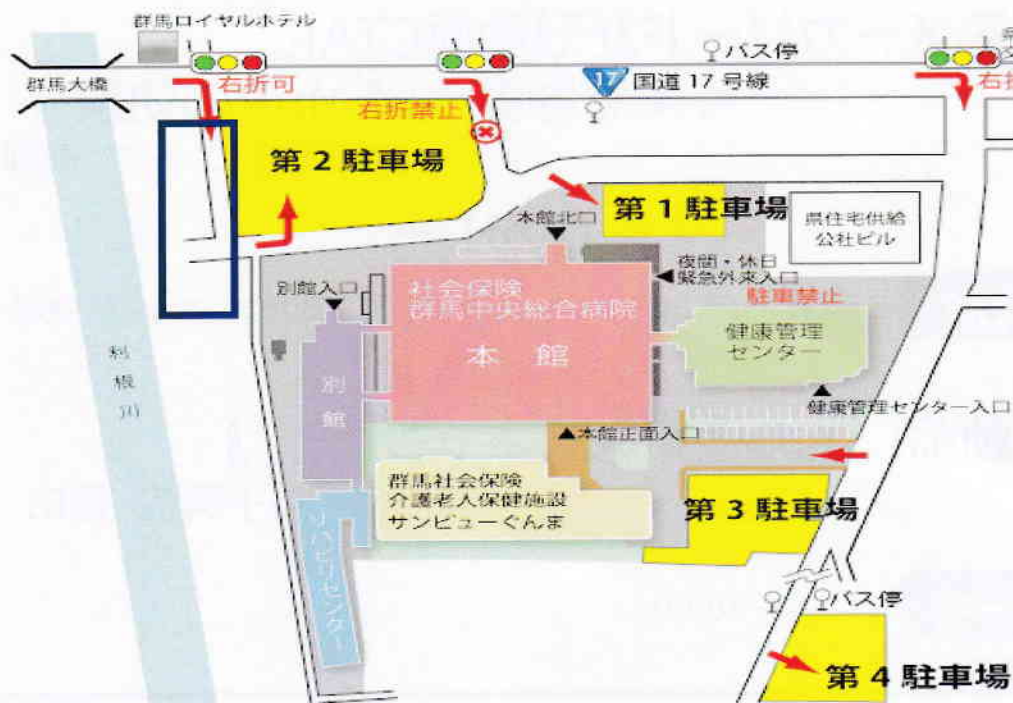 群馬ロイヤルホテル
群馬大橋
右折可
右折禁止
バス停
17
国道17号線
第2駐車場
第1駐車場
本館北口
県住宅供給
公社ビル
夜間・休日
緊急外来入口
駐車禁止
別館入口
社会保険
群馬中央総合病院
本館
健康管理
センター
利根川
別館
健康管理センター入口
本館正面入口
群馬社会保険
介護老人保健施設
サンビューぐんま
第3駐車場
リハビリセンター
バス停
第4駐車場